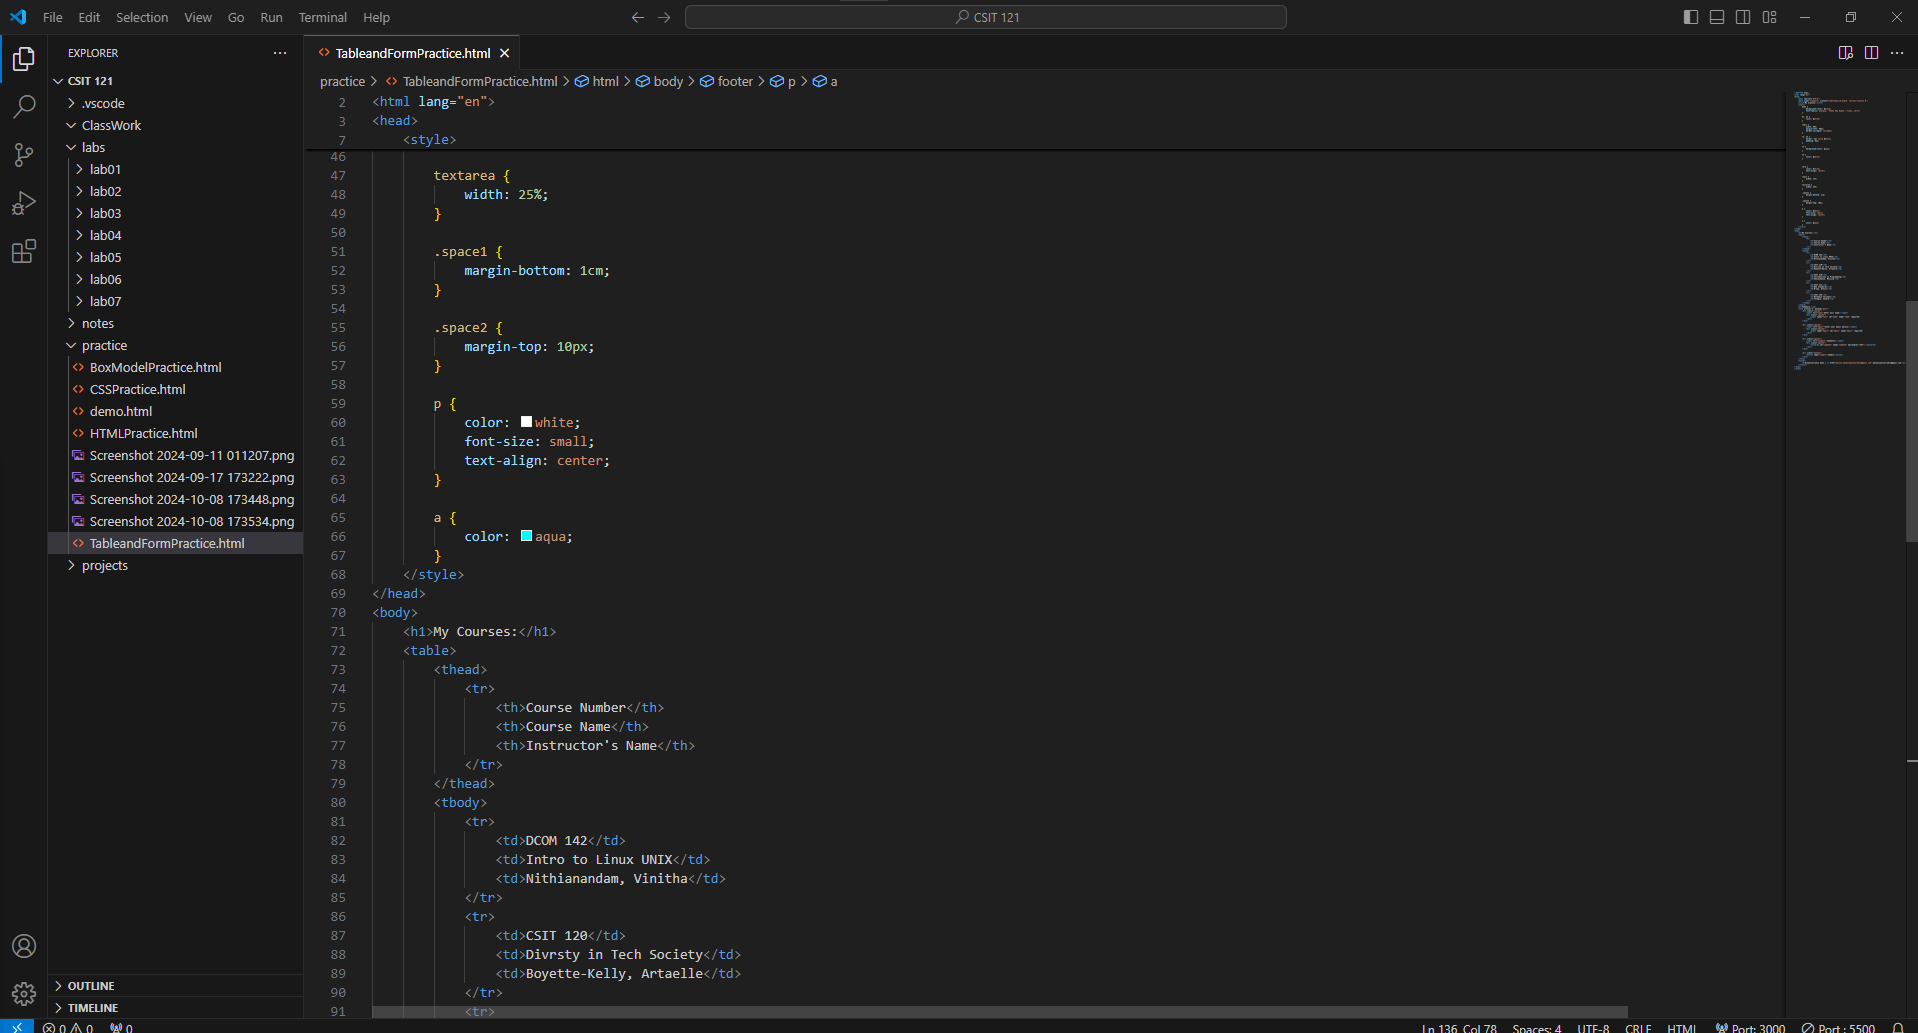 File Edit Selection View Go Run Terminal Help
CSIT 121
EXPLORER
CSIT 121
.vscode
ClassWork
labs
lab01
lab02
lab03
lab04
lab05
lab06
lab07
notes
practice
BoxModelPractice.html
CSSPractice.html
demo.html
HTMLPractice.html
Screenshot 2024-09-11 011207.png
Screenshot 2024-09-17 173222.png
Screenshot 2024-10-08 173448.png
Screenshot 2024-10-08 173534.png
TableandFormPractice.html
projects
OUTLINE
TIMELINE
TableandFormPractice.html
practice > TableandFormPractice.html > html > body > footer > p > a
2 <html lang="en">
3 <head>
7 <style>
46
47 textarea {
48 width: 25%;
49 }
50
51 .space1 {
52 margin-bottom: 1cm;
53 }
54
55 .space2 {
56 margin-top: 10px;
57 }
58
59 p {
60 color: white;
61 font-size: small;
62 text-align: center;
63 }
64
65 a {
66 color: aqua;
67 }
68 </style>
69 </head>
70 <body>
71 <h1>My Courses:</h1>
72 <table>
73 <thead>
74 <tr>
75 <th>Course Number</th>
76 <th>Course Name</th>
77 <th>Instructor's Name</th>
78 </tr>
79 </thead>
80 <tbody>
81 <tr>
82 <td>DCOM 142</td>
83 <td>Intro to Linux UNIX</td>
84 <td>Nithianandam, Vinitha</td>
85 </tr>
86 <tr>
87 <td>CSIT 120</td>
88 <td>Divrsty in Tech Society</td>
89 <td>Boyette-Kelly, Artaelle</td>
90 </tr>
91 <tr>
0 0 0 Ln 136, Col 78 Spaces: 4 UTF-8 CRLF HTML Port: 3000 Port : 5500